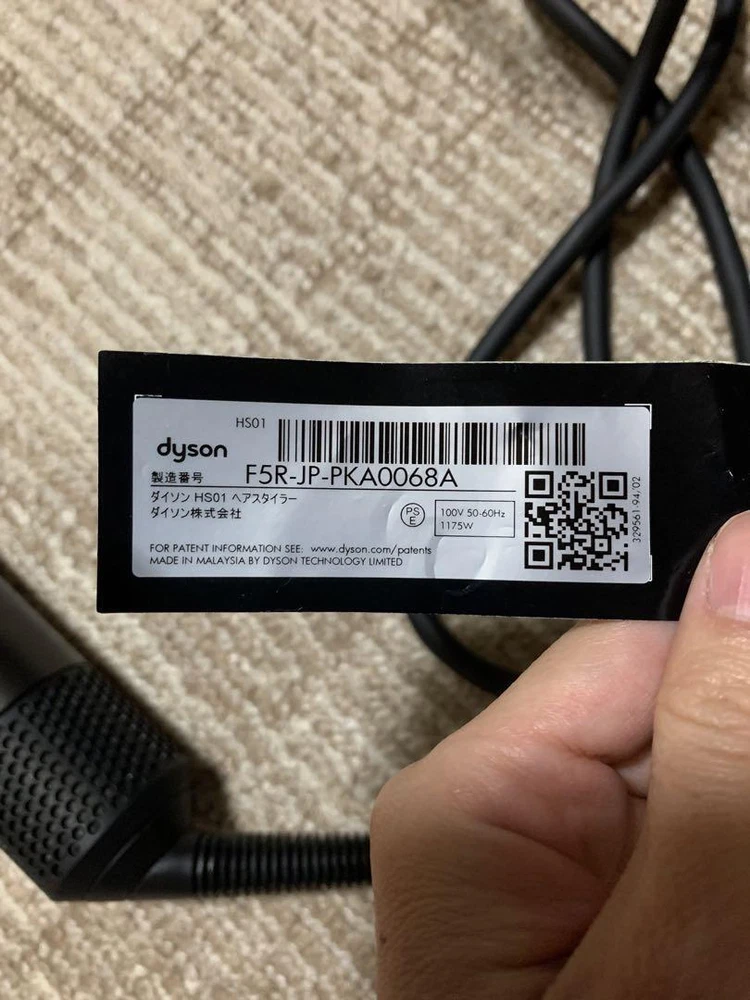 HS01
dyson
製造番号 F5R-JP-PKA0068A
ダイソン HS01 ヘアスタイラー
ダイソン株式会社
PS
E
100V 50-60Hz
1175W
FOR PATENT INFORMATION SEE: www.dyson.com/patents
MADE IN MALAYSIA BY DYSON TECHNOLOGY LIMITED
329561-94/02